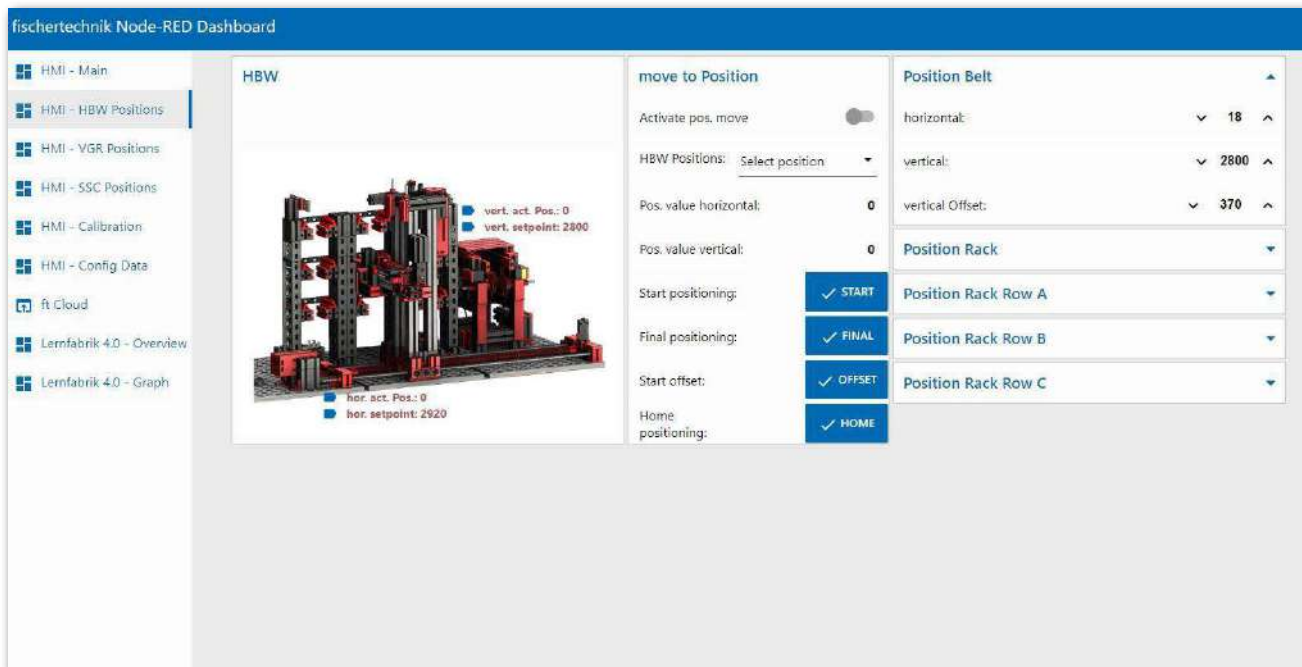 fischertechnik Node-RED Dashboard
HMI - Main
HMI - HBW Positions
HMI - VGR Positions
HMI - SSC Positions
HMI - Calibration
HMI - Config Data
ft Cloud
Lernfabrik 4.0 - Overview
Lernfabrik 4.0 - Graph
HBW
vert. act. Pos.: 0
vert. setpoint: 2800
hor. act. Pos.: 0
hor. setpoint: 2920
move to Position
Activate pos. move
HBW Positions: Select position
Pos. value horizontal: 0
Pos. value vertical: 0
Start positioning: START
Final positioning: FINAL
Start offset: OFFSET
Home
positioning: HOME
Position Belt
horizontal: 18
vertical: 2800
vertical Offset: 370
Position Rack
Position Rack Row A
Position Rack Row B
Position Rack Row C